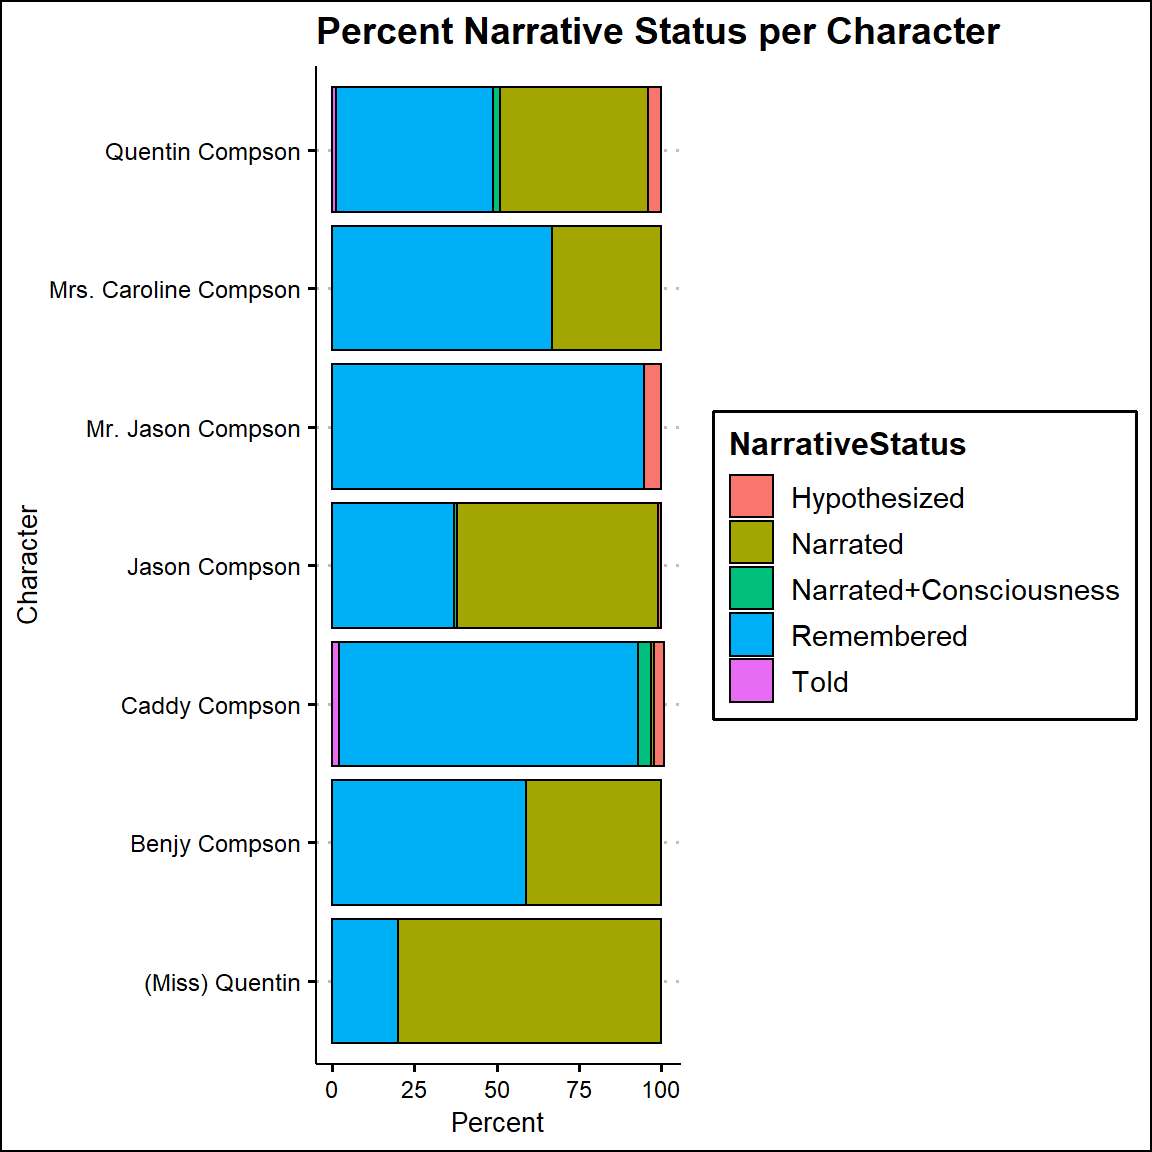 Percent Narrative Status per Character
Quentin Compson
Mrs. Caroline Compson
Mr. Jason Compson
Jason Compson
Caddy Compson
Benjy Compson
(Miss) Quentin
Character
0 25 50 75 100
Percent
NarrativeStatus
Hypothesized
Narrated
Narrated+Consciousness
Remembered
Told